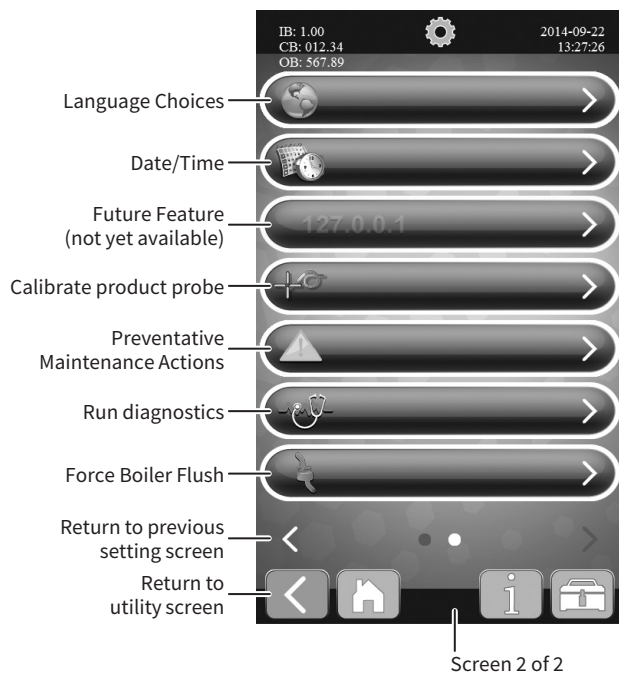 IB: 1.00
CB: 012.34
OB: 567.89
2014-09-22
13:27:26
Language Choices
Date/Time
Future Feature
(not yet available)
127.0.0.1
Calibrate product probe
Preventative
Maintenance Actions
Run diagnostics
Force Boiler Flush
Return to previous
setting screen
Return to
utility screen
i
Screen 2 of 2